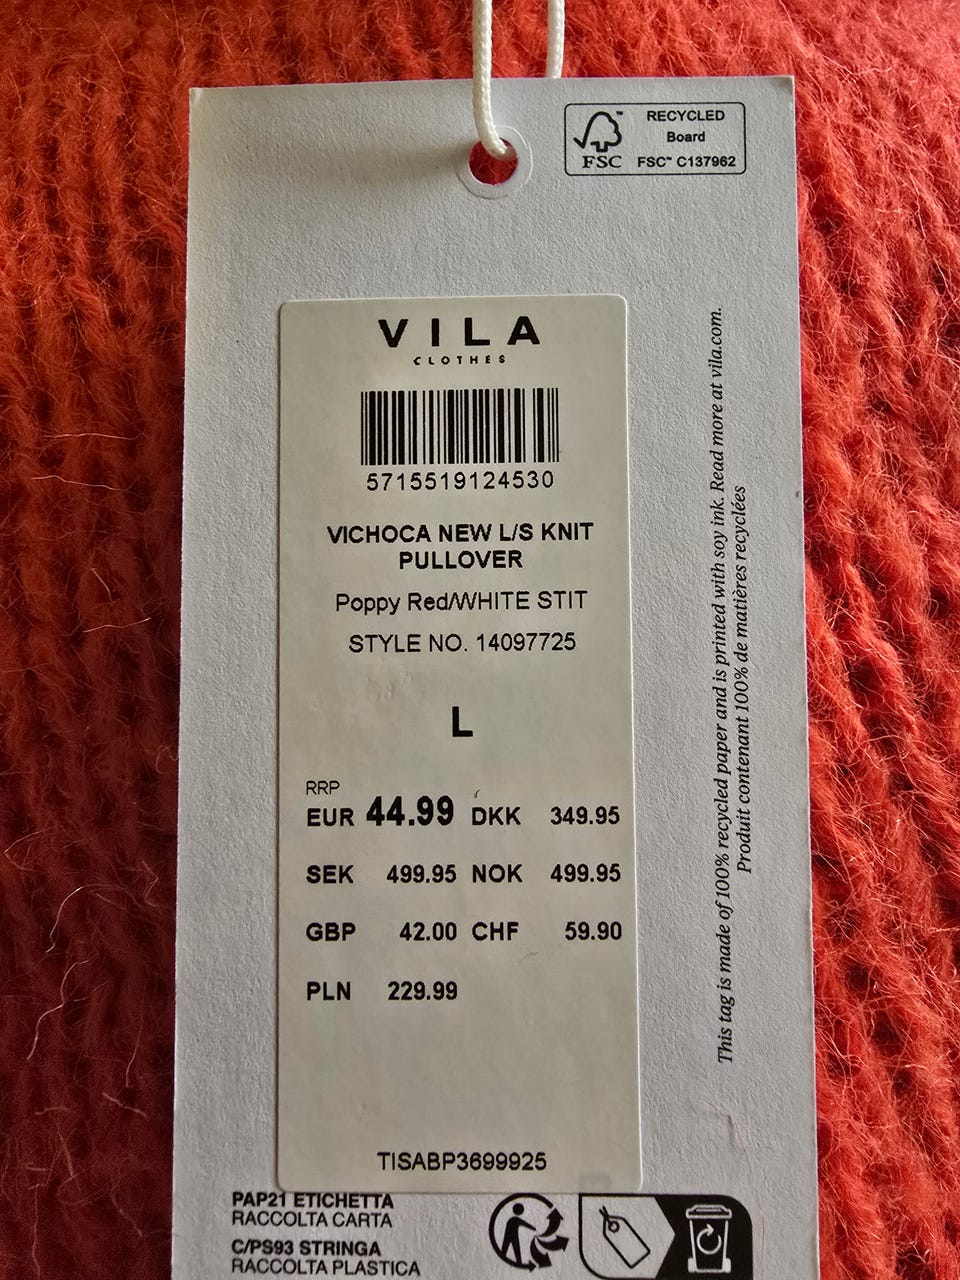 RECYCLED
Board
FSC™ C137962
FSC
VILA
CLOTHES
5715519124530
VICHOCA NEW L/S KNIT
PULLOVER
Poppy Red/WHITE STIT
STYLE NO. 14097725
L
RRP
EUR 44.99 DKK 349.95
SEK 499.95 NOK 499.95
GBP 42.00 CHF 59.90
PLN 229.99
TISABP3699925
This tag is made of 100% recycled paper and is printed with soy ink. Read more at vila.com.
Produit contenant 100% de matières recyclées
PAP21 ETICHETTA
RACCOLTA CARTA
C/PS93 STRINGA
RACCOLTA PLASTICA